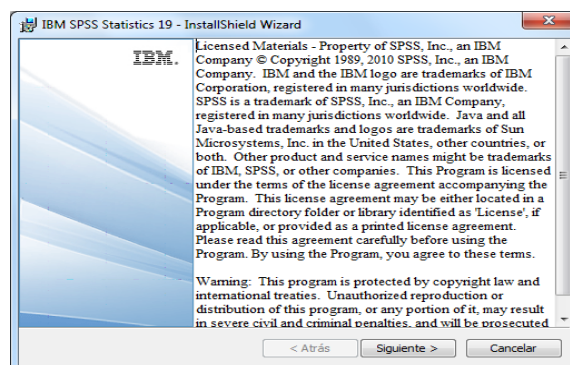 IBM SPSS Statistics 19 - InstallShield Wizard
IBM.
Licensed Materials - Property of SPSS, Inc., an IBM
Company © Copyright 1989, 2010 SPSS, Inc., an IBM
Company. IBM and the IBM logo are trademarks of IBM
Corporation, registered in many jurisdictions worldwide.
SPSS is a trademark of SPSS, Inc., an IBM Company,
registered in many jurisdictions worldwide. Java and all
Java-based trademarks and logos are trademarks of Sun
Microsystems, Inc. in the United States, other countries, or
both. Other product and service names might be trademarks
of IBM, SPSS, or other companies. This Program is licensed
under the terms of the license agreement accompanying the
Program. This license agreement may be either located in a
Program directory folder or library identified as 'License', if
applicable, or provided as a printed license agreement.
Please read this agreement carefully before using the
Program. By using the Program, you agree to these terms.
Warning: This program is protected by copyright law and
international treaties. Unauthorized reproduction or
distribution of this program, or any portion of it, may result
in severe civil and criminal penalties, and will be prosecuted
< Atrás
Siguiente >
Cancelar